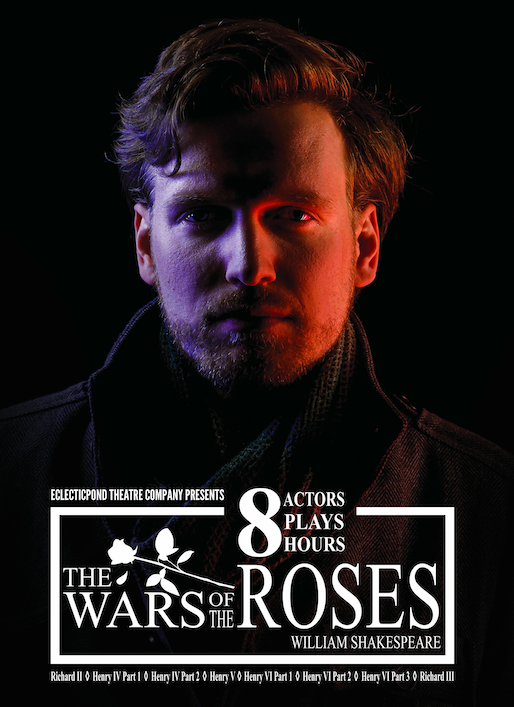 ECLECTICPOND THEATRE COMPANY PRESENTS
8 ACTORS
PLAYS
HOURS
THE WARS OF THE ROSES
WILLIAM SHAKESPEARE
Richard II ◊ Henry IV Part 1 ◊ Henry IV Part 2 ◊ Henry V ◊ Henry VI Part 1 ◊ Henry VI Part 2 ◊ Henry VI Part 3 ◊ Richard III